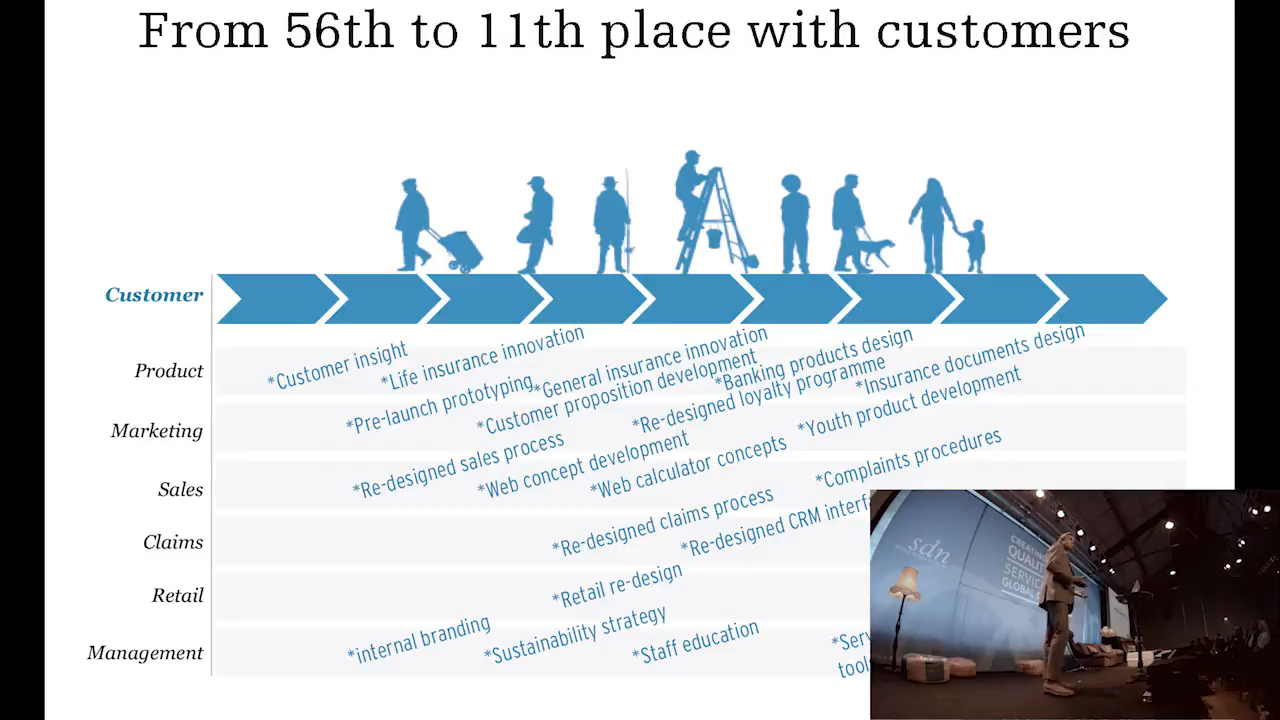 From 56th to 11th place with customers
Customer
Product
*Customer insight
*Life insurance innovation
*General insurance innovation
*Banking products design
*Insurance documents design
Marketing
*Pre-launch prototyping
*Customer proposition development
*Re-designed loyalty programme
*Youth product development
Sales
*Re-designed sales process
*Web concept development
*Web calculator concepts
*Complaints procedures
Claims
*Re-designed claims process
*Re-designed CRM
Retail
*Retail re-design
Management
*internal branding
*Sustainability strategy
*Staff education
sdn
QUAL
GLOBAL